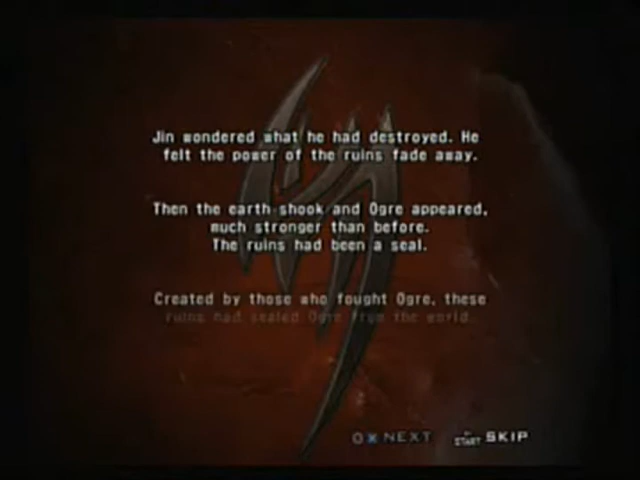 Jin wondered what he had destroyed. He
felt the power of the ruins fade away.
Then the earth shook and Ogre appeared,
much stronger than before.
The ruins had been a seal.
Created by those who fought Ogre, these
ruins had sealed Ogre from the world.
OX NEXT START SKIP